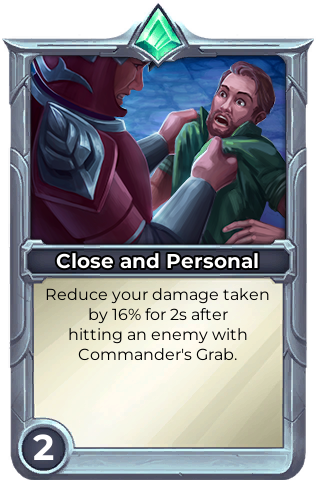 Close and Personal
Reduce your damage taken
by 16% for 2s after
hitting an enemy with
Commander's Grab.
2